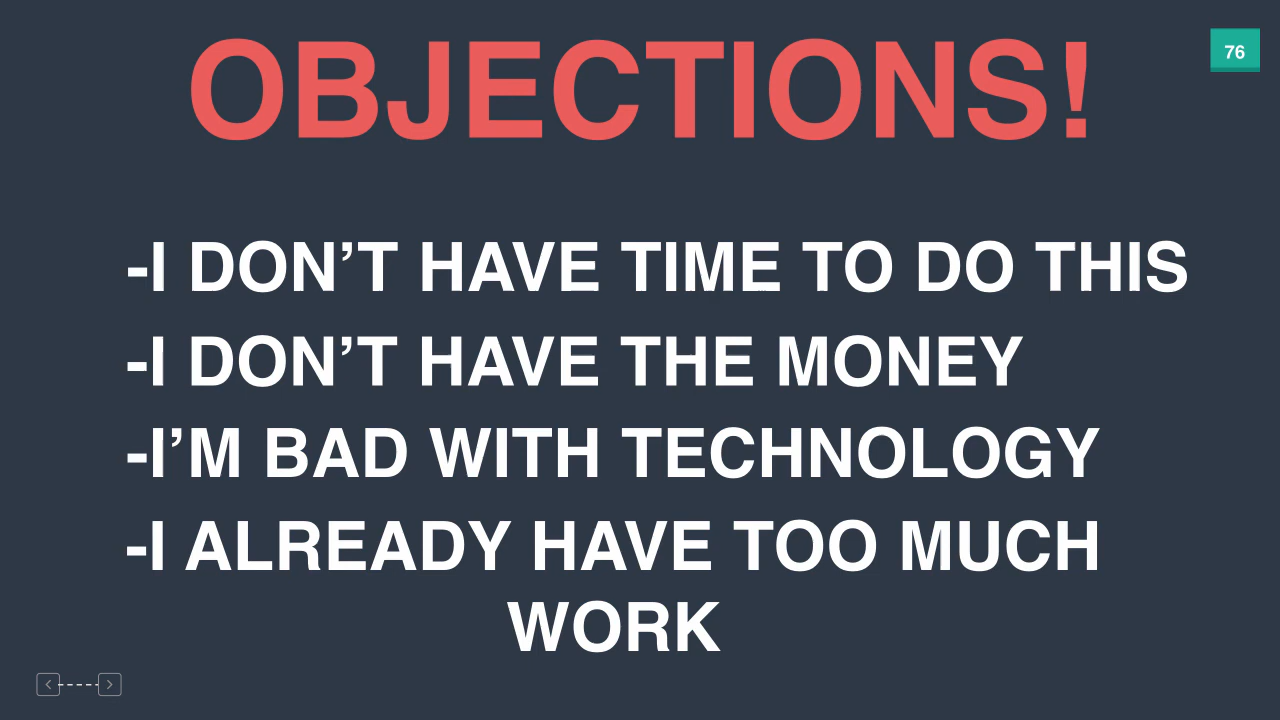 OBJECTIONS!
76
-I DON’T HAVE TIME TO DO THIS
-I DON’T HAVE THE MONEY
-I’M BAD WITH TECHNOLOGY
-I ALREADY HAVE TOO MUCH
WORK